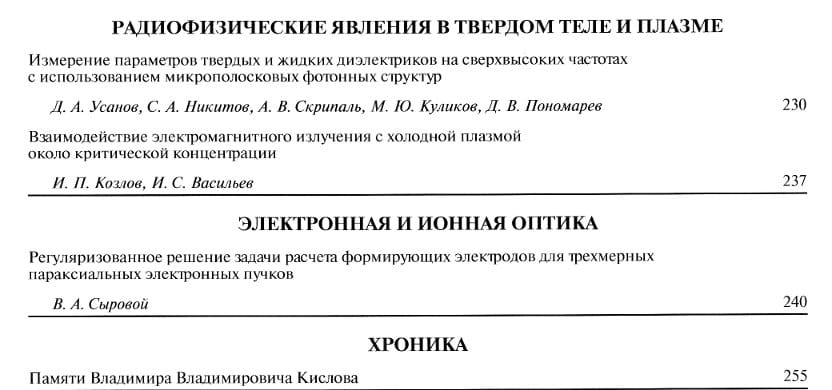 РАДИОФИЗИЧЕСКИЕ ЯВЛЕНИЯ В ТВЕРДОМ ТЕЛЕ И ПЛАЗМЕ
Измерение параметров твердых и жидких диэлектриков на сверхвысоких частотах
с использованием микрополосковых фотонных структур
Д. А. Усанов, С. А. Никитов, А. В. Скрипаль, М. Ю. Куликов, Д. В. Пономарев 230
Взаимодействие электромагнитного излучения с холодной плазмой
около критической концентрации
И. П. Козлов, И. С. Васильев 237
ЭЛЕКТРОННАЯ И ИОННАЯ ОПТИКА
Регуляризованное решение задачи расчета формирующих электродов для трехмерных
параксиальных электронных пучков
В. А. Сыровой 240
ХРОНИКА
Памяти Владимира Владимировича Кислова 255